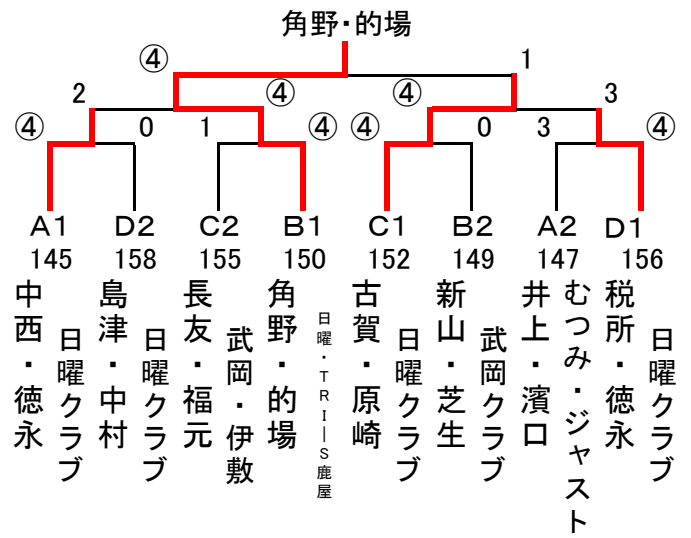 角野・的場
④ 1
2 ④ ④ 3
④ 0 1 ④ ④ 0 3 ④
A1 D2 C2 B1 C1 B2 A2 D1
145 158 155 150 152 149 147 156
中西・徳永
日曜クラブ
島津・中村
日曜クラブ
長友・福元
武岡・伊敷
角野・的場
日曜・TRI－S鹿屋
古賀・原崎
日曜クラブ
新山・芝生
武岡クラブ
井上・濱口
むつみ・ジャスト
税所・徳永
日曜クラブ